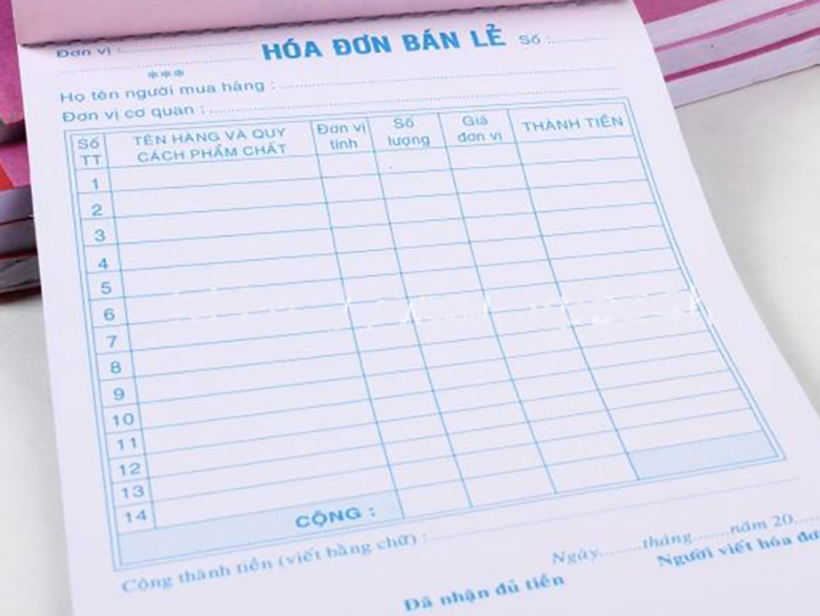 Đơn vị :
HÓA ĐƠN BÁN LẺ
Số :
***
Họ tên người mua hàng :
Đơn vị cơ quan :
Số TT
TÊN HÀNG VÀ QUY CÁCH PHẨM CHẤT
Đơn vị tính
Số lượng
Giá đơn vị
THÀNH TIỀN
1
2
3
4
5
6
7
8
9
10
11
12
13
14
CỘNG :
Cộng thành tiền (viết bằng chữ) :
Ngày.........tháng.........năm 20......
Đã nhận đủ tiền
Người viết hóa đơ